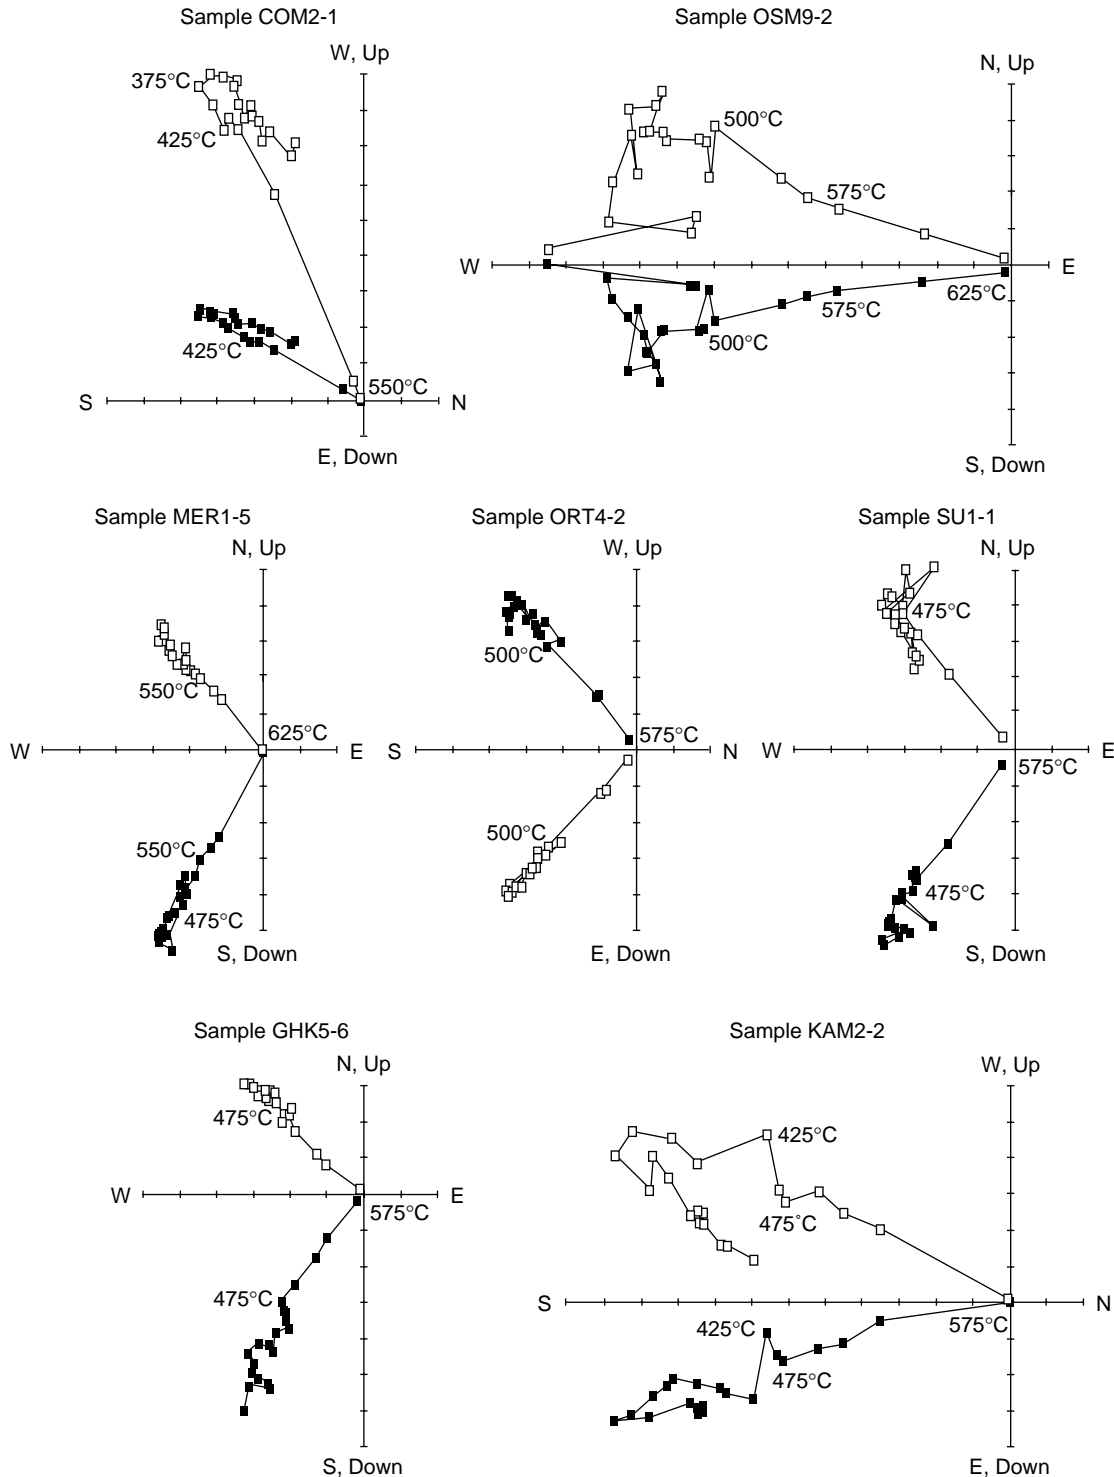 Sample COM2-1
W, Up
375°C
425°C
425°C
550°C
S
N
E, Down
Sample OSM9-2
N, Up
500°C
575°C
W
E
625°C
575°C
500°C
S, Down
Sample MER1-5
N, Up
550°C
625°C
W
E
550°C
475°C
S, Down
Sample ORT4-2
W, Up
500°C
575°C
S
N
500°C
E, Down
Sample SU1-1
N, Up
475°C
W
E
575°C
475°C
S, Down
Sample GHK5-6
N, Up
475°C
W
E
575°C
475°C
S, Down
Sample KAM2-2
W, Up
425°C
475°C
S
N
575°C
425°C
475°C
E, Down